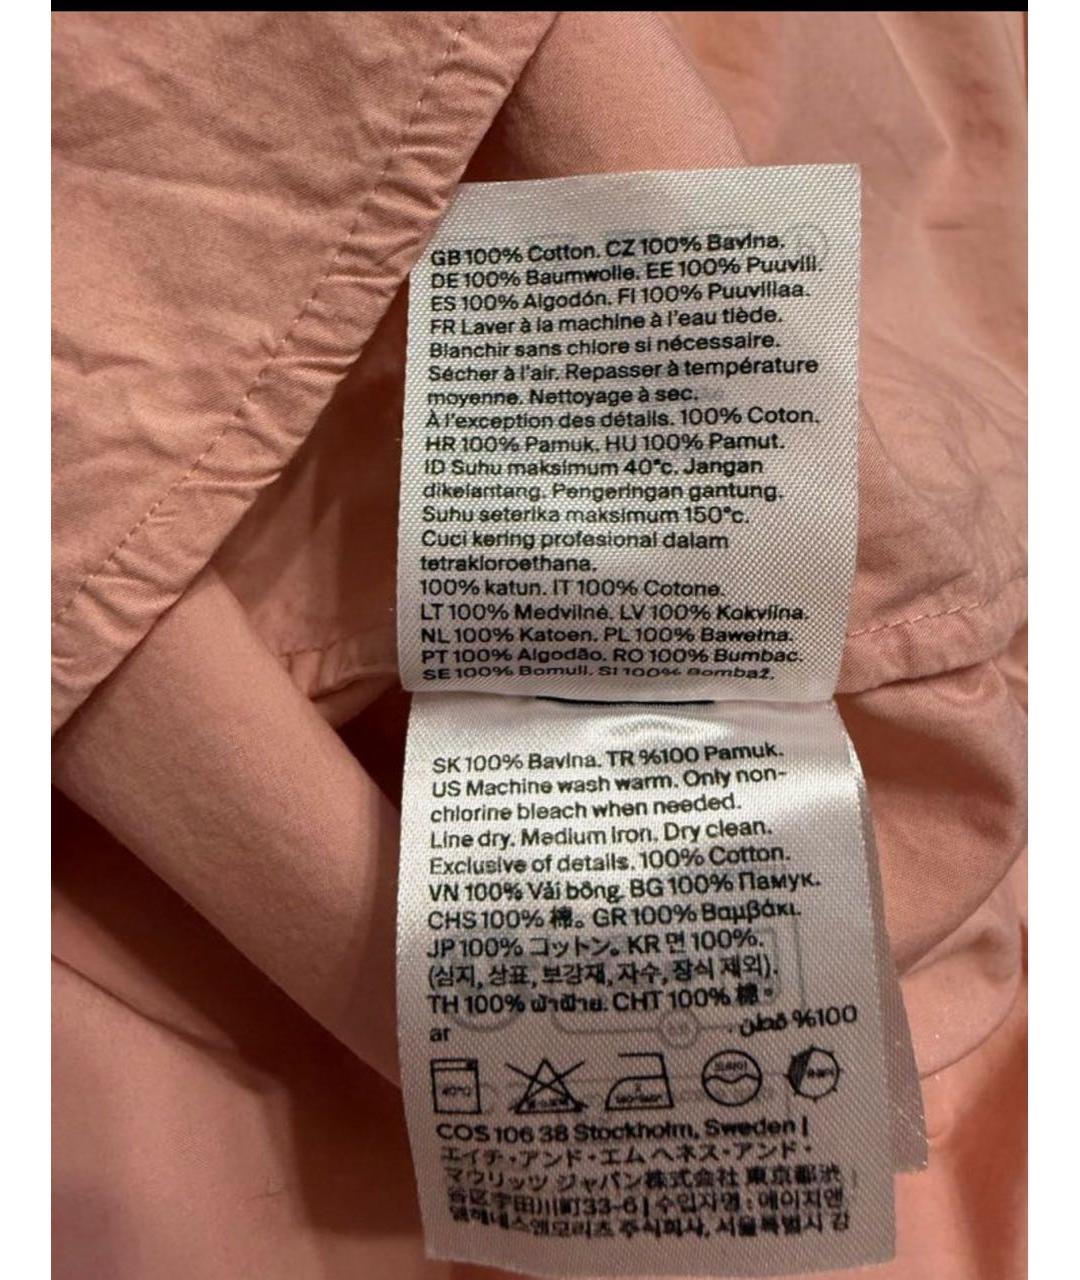 GB 100% Cotton. CZ 100% Bavlna.
DE 100% Baumwolle. EE 100% Puuvill.
ES 100% Algodón. FI 100% Puuvillaa.
FR Laver à la machine à l'eau tiède.
Blanchir sans chlore si nécessaire.
Sécher à l'air. Repasser à température
moyenne. Nettoyage à sec.
À l'exception des détails. 100% Coton.
HR 100% Pamuk. HU 100% Pamut.
ID Suhu maksimum 40°c. Jangan
dikelantang. Pengeringan gantung.
Suhu seterika maksimum 150°c.
Cuci kering profesional dalam
tetrakloroethana.
100% katun. IT 100% Cotone.
LT 100% Medvilnė. LV 100% Kokvilna.
NL 100% Katoen. PL 100% Bawełna.
PT 100% Algodão. RO 100% Bumbac.
SE 100% Bomull. SI 100% Bombaž.
SK 100% Bavlna. TR %100 Pamuk.
US Machine wash warm. Only non-
chlorine bleach when needed.
Line dry. Medium iron. Dry clean.
Exclusive of details. 100% Cotton.
VN 100% Vải bông. BG 100% Памук.
CHS 100% 棉。 GR 100% Βαμβάκι.
JP 100% コットン。 KR 면 100%.
(심지, 상표, 보강재, 자수, 장식 제외).
TH 100% ผ้าฝ้าย. CHT 100% 棉。
ar 100% قطن.
40°C
COS 106 38 Stockholm, Sweden |
エイチ・アンド・エム ヘネス・アンド・
マウリッツ ジャパン株式会社 東京都渋
谷区宇田川町33-6 | 수입자명 : 에이치앤
엠헤네스앤모리츠 주식회사, 서울특별시 강